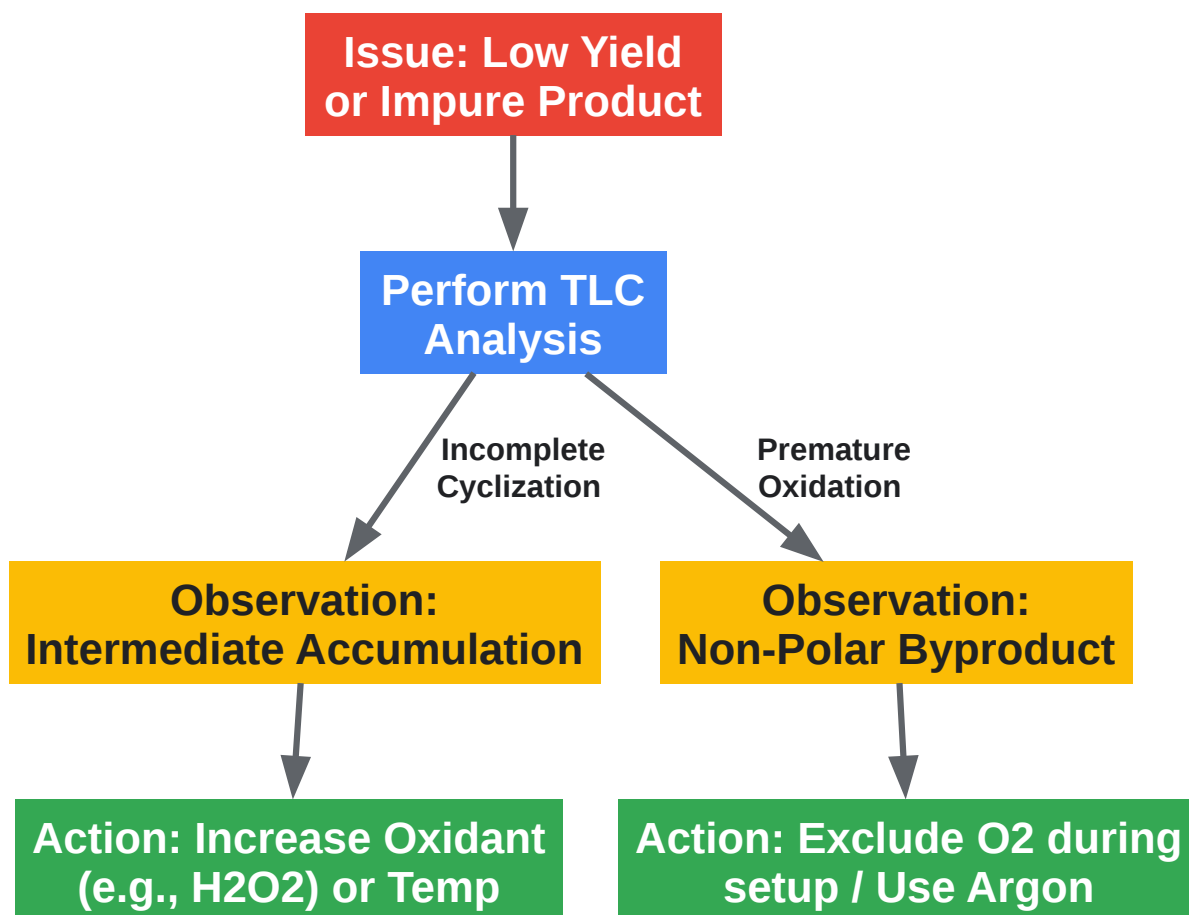 Issue: Low Yield
or Impure Product
Perform TLC
Analysis
Incomplete
Cyclization
Premature
Oxidation
Observation:
Intermediate Accumulation
Observation:
Non-Polar Byproduct
Action: Increase Oxidant
(e.g., H2O2) or Temp
Action: Exclude O2 during
setup / Use Argon